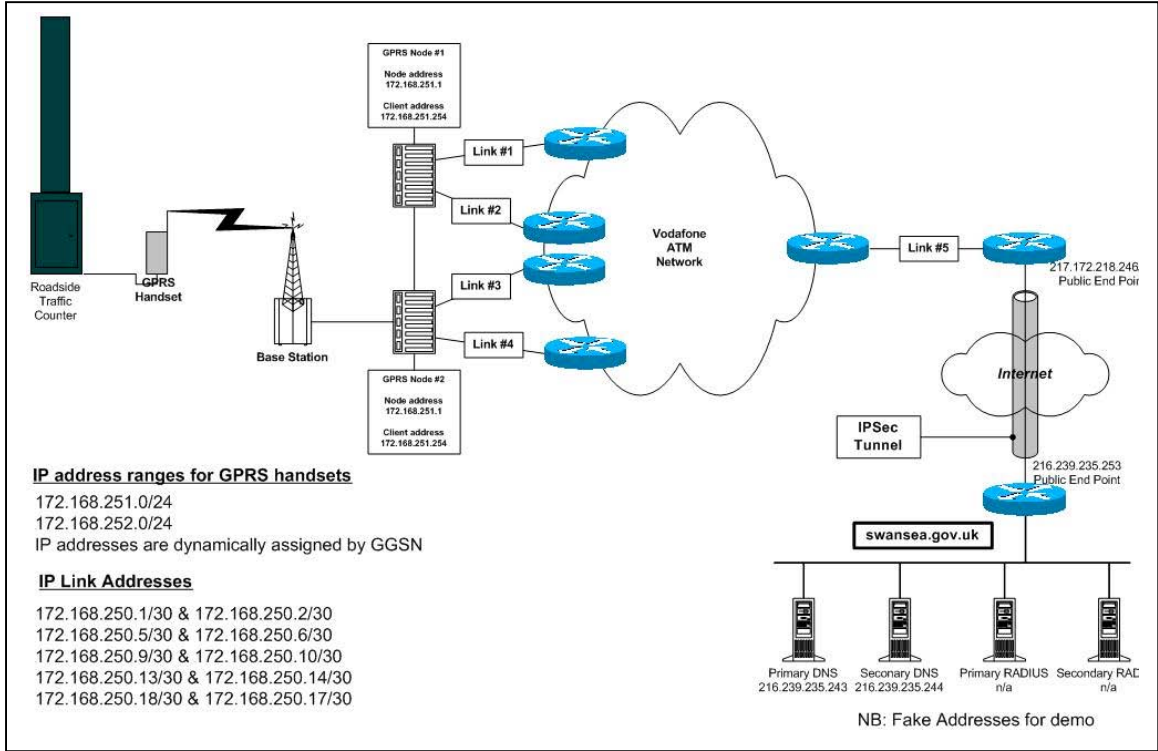 GPRS Node #1
Node address
172.168.251.1
Client address
172.168.251.254
Link #1
Link #2
Link #3
Link #4
Vodafone
ATM
Network
Link #5
217.172.218.246
Public End Poir
Roadside
Traffic
Counter
GPRS
Handset
Base Station
GPRS Node #2
Node address
172.168.251.1
Client address
172.168.251.254
Internet
IPSec
Tunnel
216.239.235.253
Public End Point
swansea.gov.uk
Primary DNS
216.239.235.243
Seconary DNS
216.239.235.244
Primary RADIUS
n/a
Secondary RAD
n/a
NB: Fake Addresses for demo
IP address ranges for GPRS handsets
172.168.251.0/24
172.168.252.0/24
IP addresses are dynamically assigned by GGSN
IP Link Addresses
172.168.250.1/30 & 172.168.250.2/30
172.168.250.5/30 & 172.168.250.6/30
172.168.250.9/30 & 172.168.250.10/30
172.168.250.13/30 & 172.168.250.14/30
172.168.250.18/30 & 172.168.250.17/30